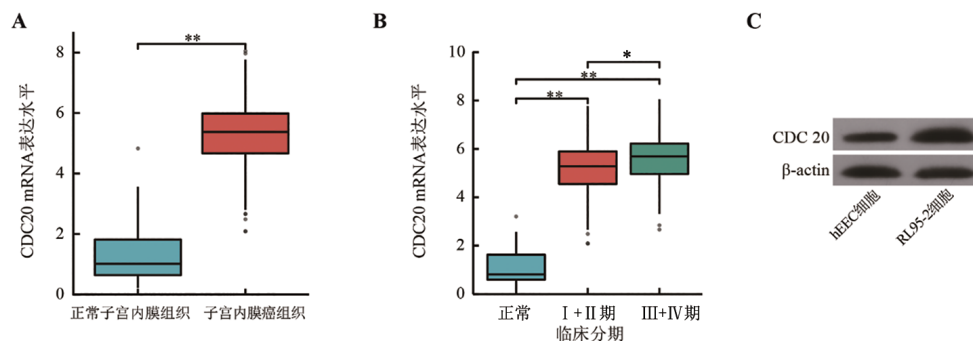 A
**
8
6
4
2
0
CDC20 mRNA表达水平
正常子宫内膜组织
子宫内膜癌组织
B
*
**
**
10
8
6
4
2
0
CDC20 mRNA表达水平
正常
Ⅰ+Ⅱ期
Ⅲ+Ⅳ期
临床分期
C
CDC 20
β-actin
hEEC细胞
RL95-2细胞